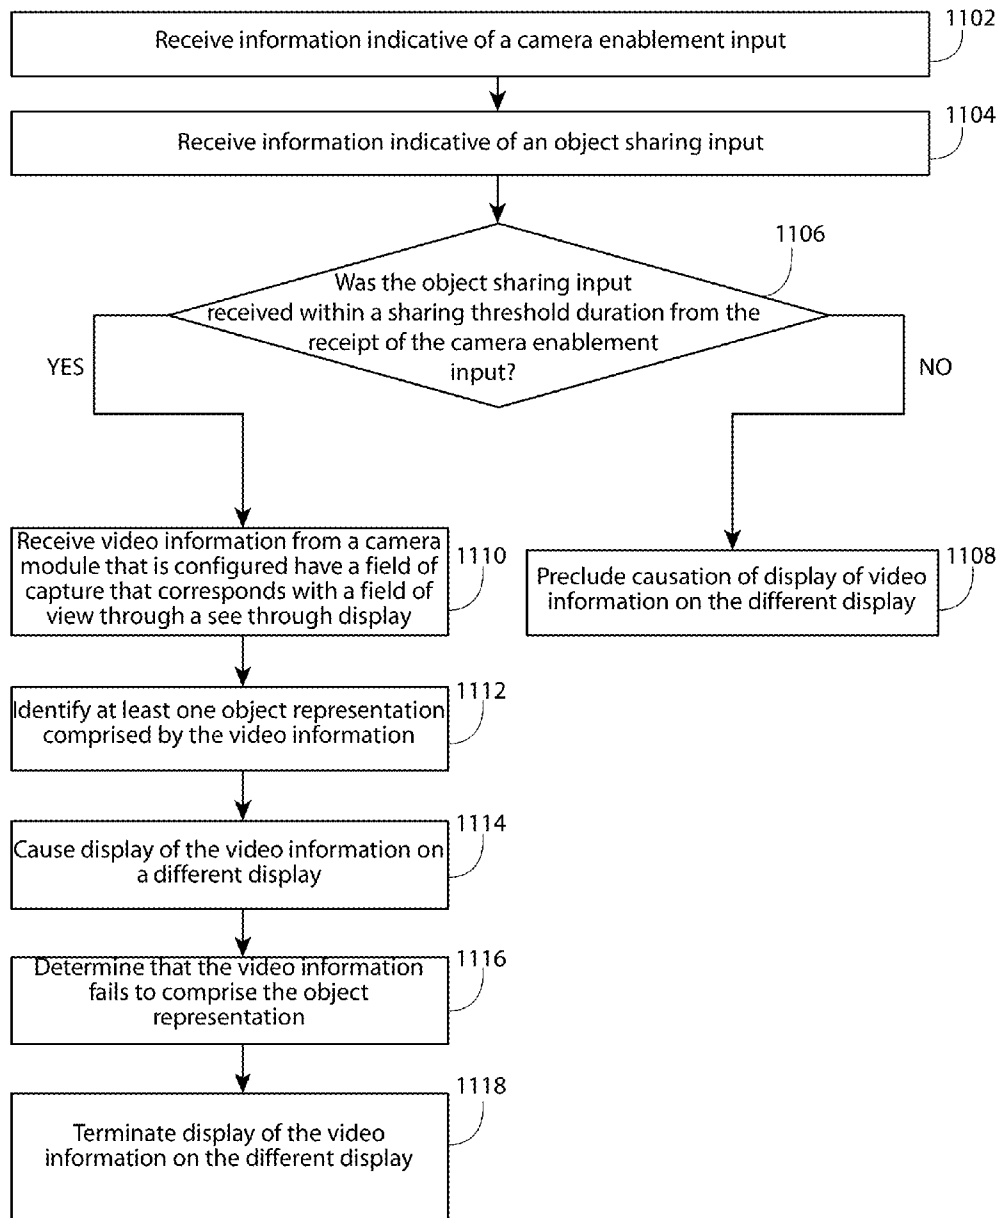 1102
Receive information indicative of a camera enablement input
1104
Receive information indicative of an object sharing input
1106
Was the object sharing input
received within a sharing threshold duration from the
receipt of the camera enablement
input?
YES
NO
Receive video information from a camera
module that is configured have a field of
capture that corresponds with a field of
view through a see through display
1110
Preclude causation of display of video
information on the different display
1108
Identify at least one object representation
comprised by the video information
1112
Cause display of the video information on
a different display
1114
Determine that the video information
fails to comprise the object
representation
1116
Terminate display of the video
information on the different display
1118